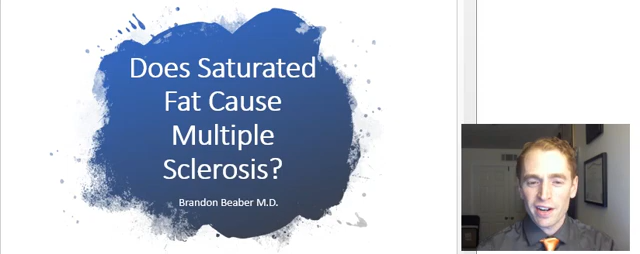 Does Saturated
Fat Cause
Multiple
Sclerosis?
Brandon Beaber M.D.